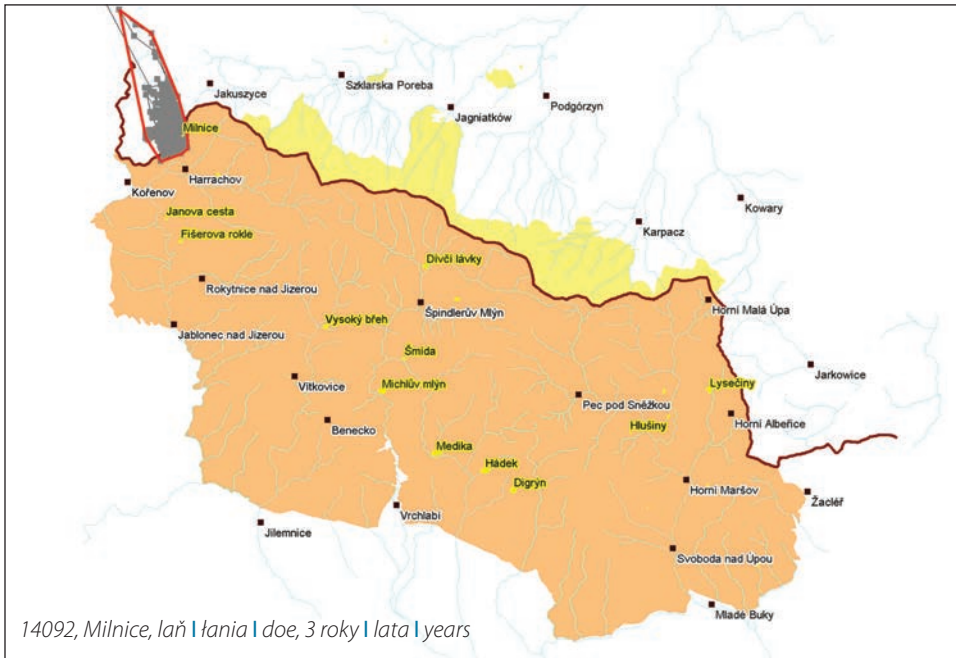 Szklarska Poreba
Jakuszyce
Podgórzyn
Jagniatków
Milnice
Harrachov
Kořenov
Kowary
Janova cesta
Karpacz
Fišerova rokle
Dívčí lávky
Rokytnice nad Jizerou
Špindlerův Mlýn
Horní Malá Úpa
Vysoký břeh
Jablonec nad Jizerou
Šmída
Jarkowice
Vítkovice
Michlův mlýn
Lysečiny
Pec pod Sněžkou
Horní Albeřice
Benecko
Hlušiny
Medika
Hádek
Horní Maršov
Digrýn
Žacléř
Vrchlabí
Jilemnice
Svoboda nad Úpou
Mladé Buky
14092, Milnice, laň I łania I doe, 3 roky I lata I years